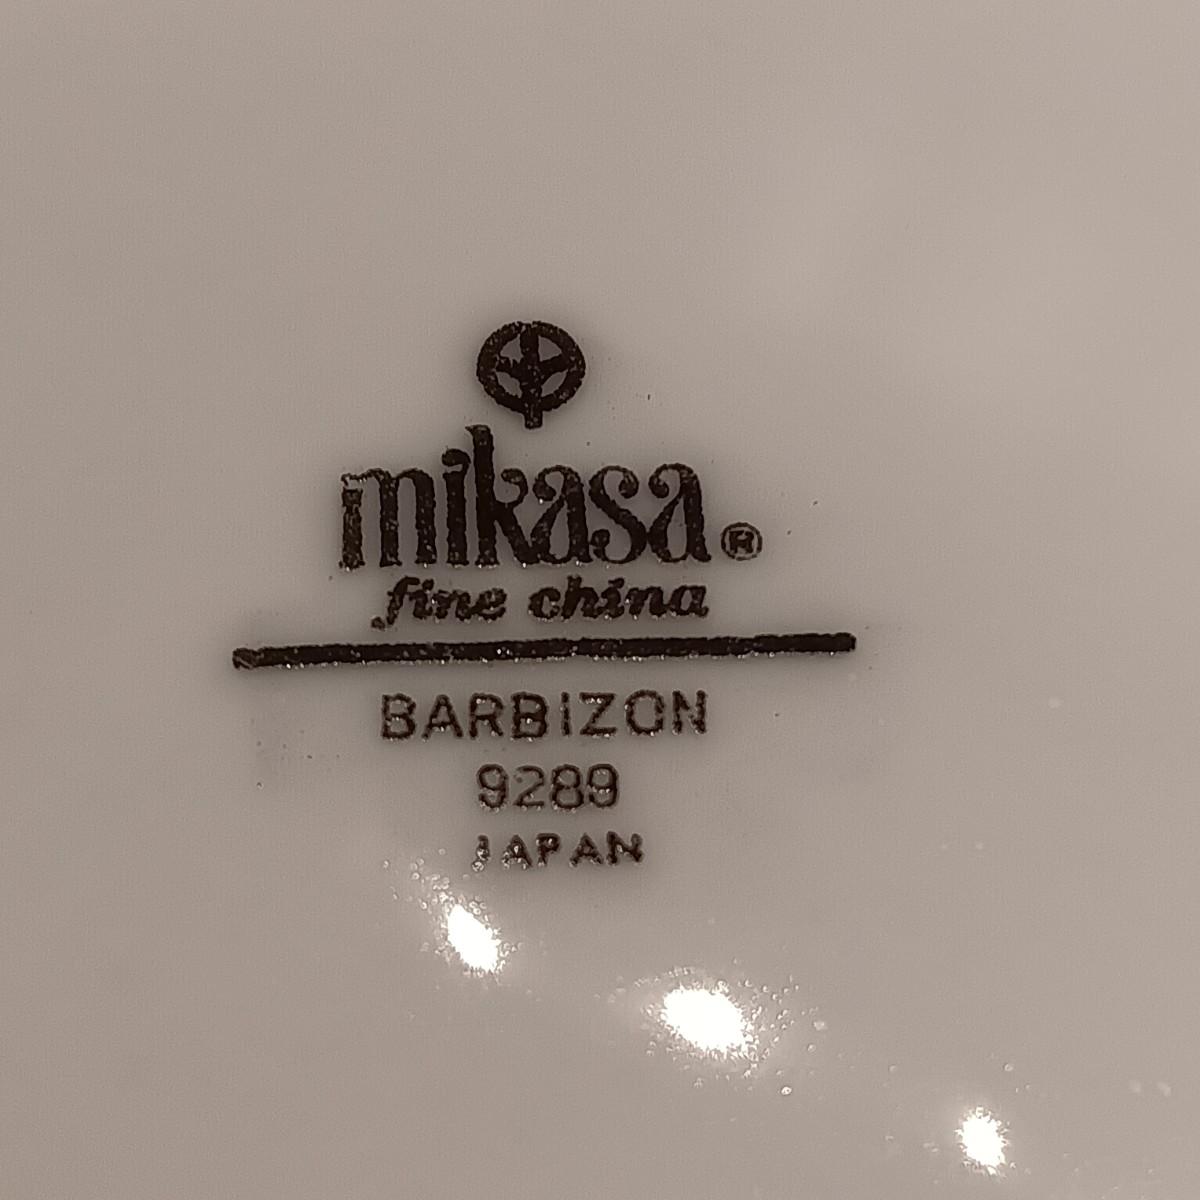 mikasa®
fine china
BARBIZON
9289
JAPAN